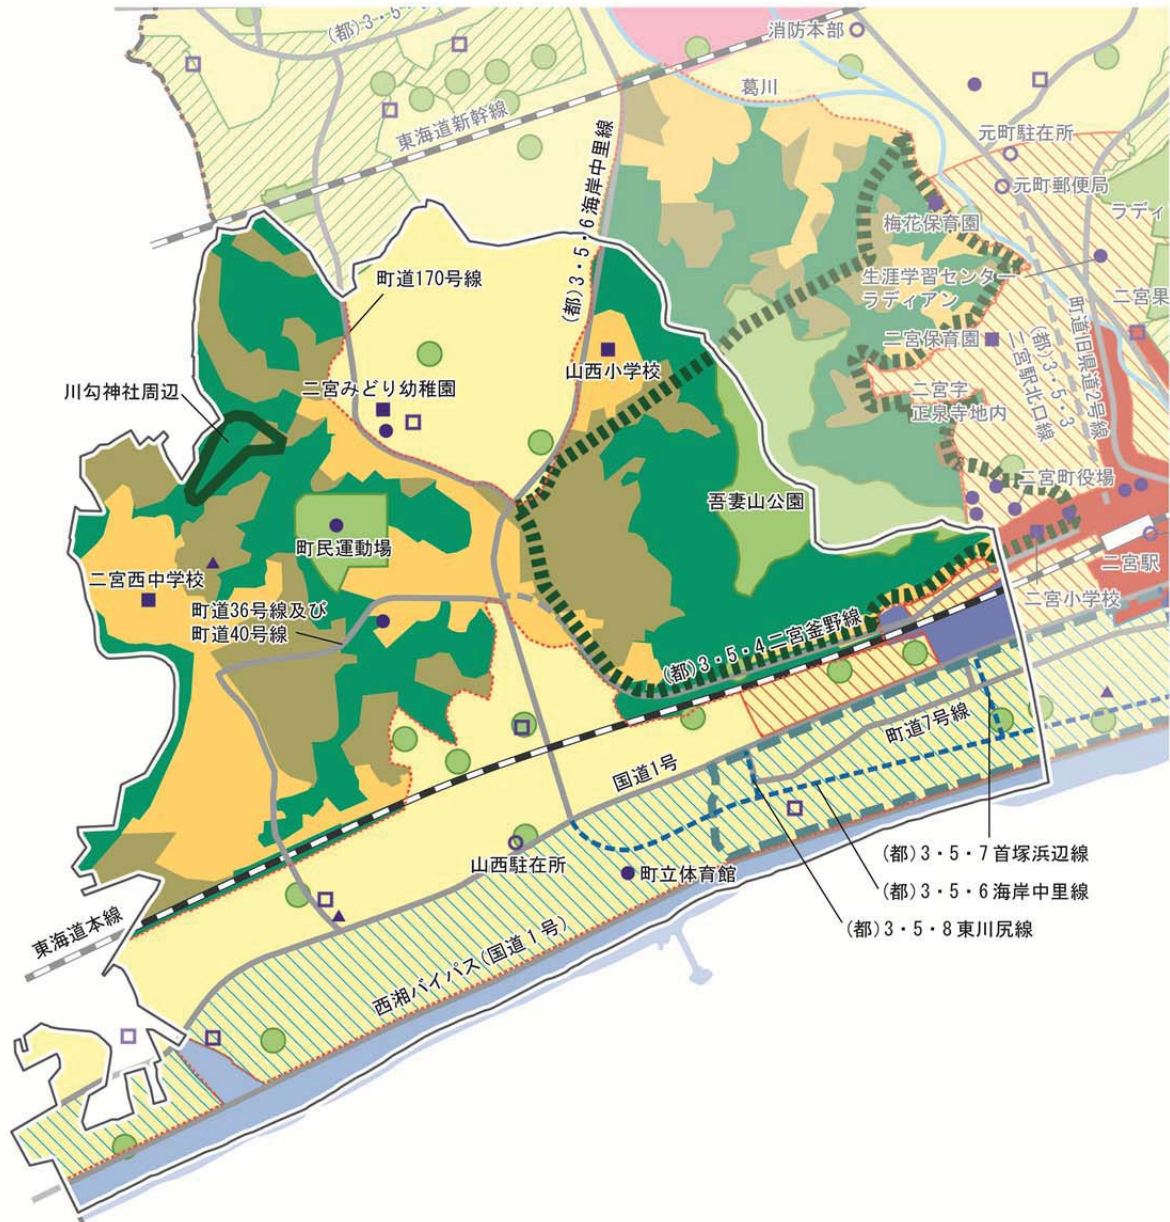 (都)3・5・
消防本部
葛川
東海道新幹線
元町駐在所
元町郵便局
(都)3・5・6海岸中里線
梅花保育園
ラディ
町道170号線
生涯学習センター
ラディアン
二宮果
二宮保育園
山西小学校
町道旧県道2号線
(都)3・5・3
二宮駅北口線
川勾神社周辺
二宮みどり幼稚園
二宮字
正泉寺地内
二宮町役場
吾妻山公園
町民運動場
二宮駅
二宮西中学校
二宮小学校
町道36号線及び
町道40号線
(都)3・5・4二宮釜野線
町道7号線
国道1号
(都)3・5・7首塚浜辺線
山西駐在所
町立体育館
(都)3・5・6海岸中里線
東海道本線
(都)3・5・8東川尻線
西湘バイパス(国道1号)